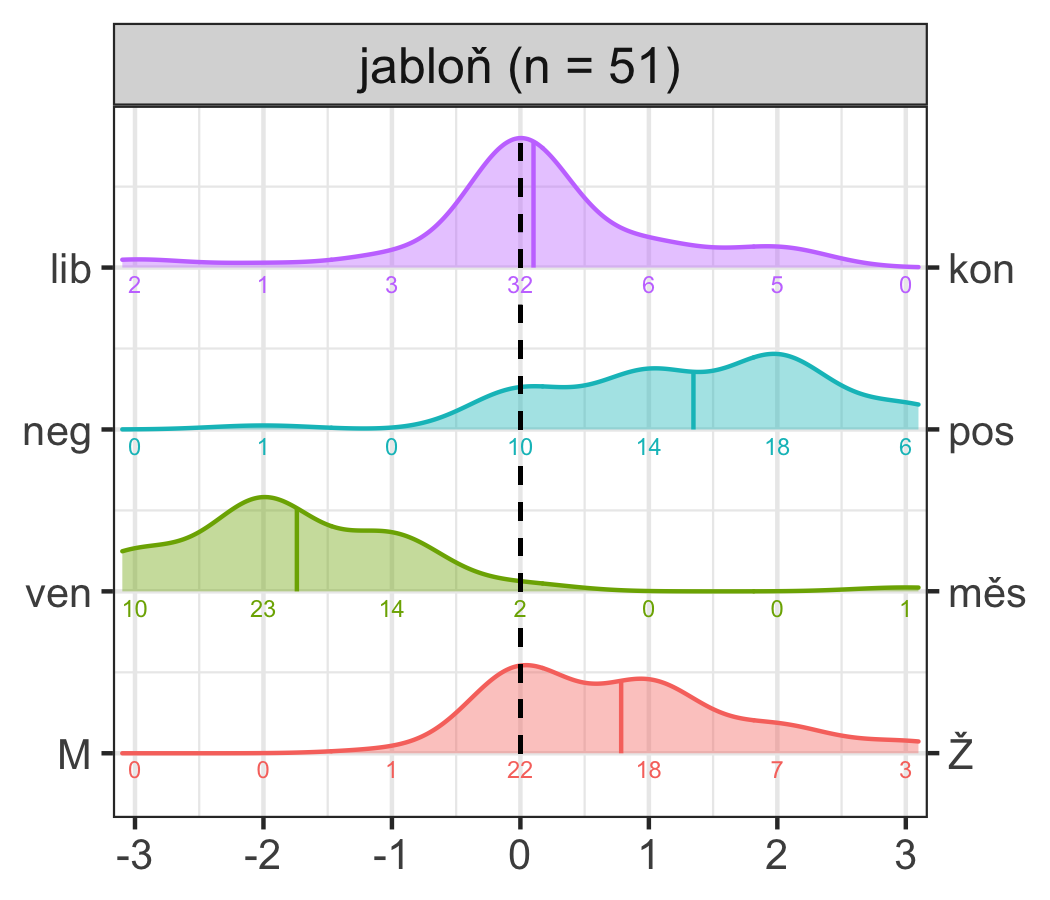 jabloň (n = 51)
lib kon
2 1 3 32 6 5 0
neg pos
0 1 0 10 14 18 6
ven měs
10 23 14 2 0 0 1
M Ž
0 0 1 22 18 7 3
-3 -2 -1 0 1 2 3